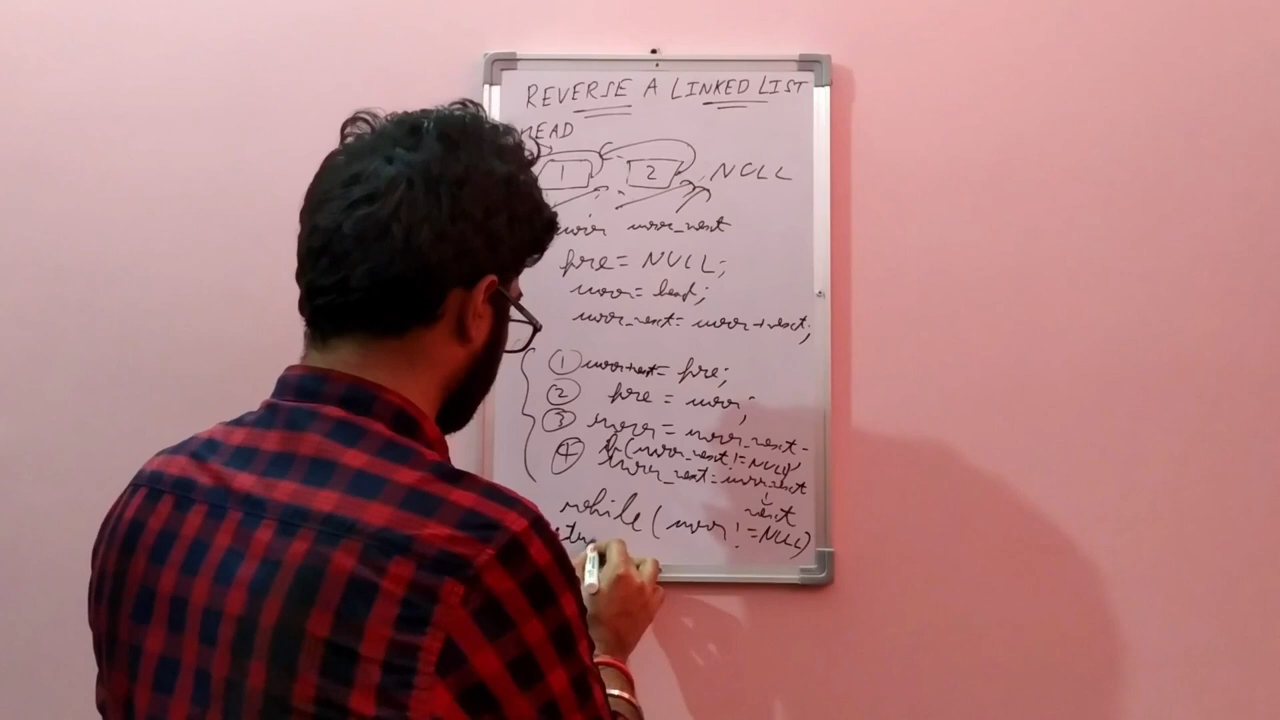 REVERSE A LINKED LIST
HEAD
1 2 NULL
curr curr_next
pre = NULL;
curr = head;
curr_next = curr→next;
① curr→next = pre;
② pre = curr;
③ curr = curr_next
④ if(curr_next != NULL)
curr_next = curr_next
↓
next
while (curr != NULL)